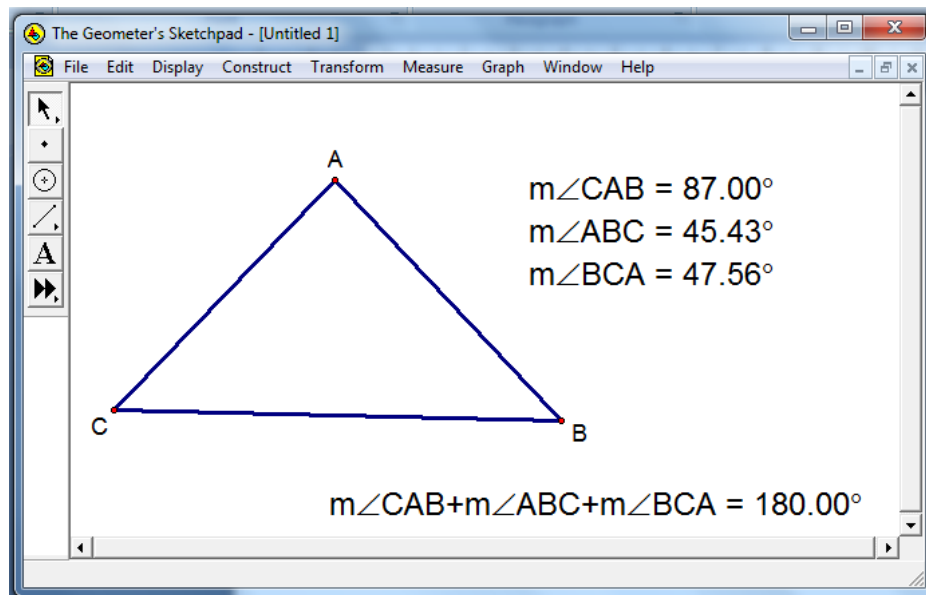 The Geometer's Sketchpad - [Untitled 1]
File Edit Display Construct Transform Measure Graph Window Help
A
A
m∠CAB = 87.00°
m∠ABC = 45.43°
m∠BCA = 47.56°
C
B
m∠CAB+m∠ABC+m∠BCA = 180.00°